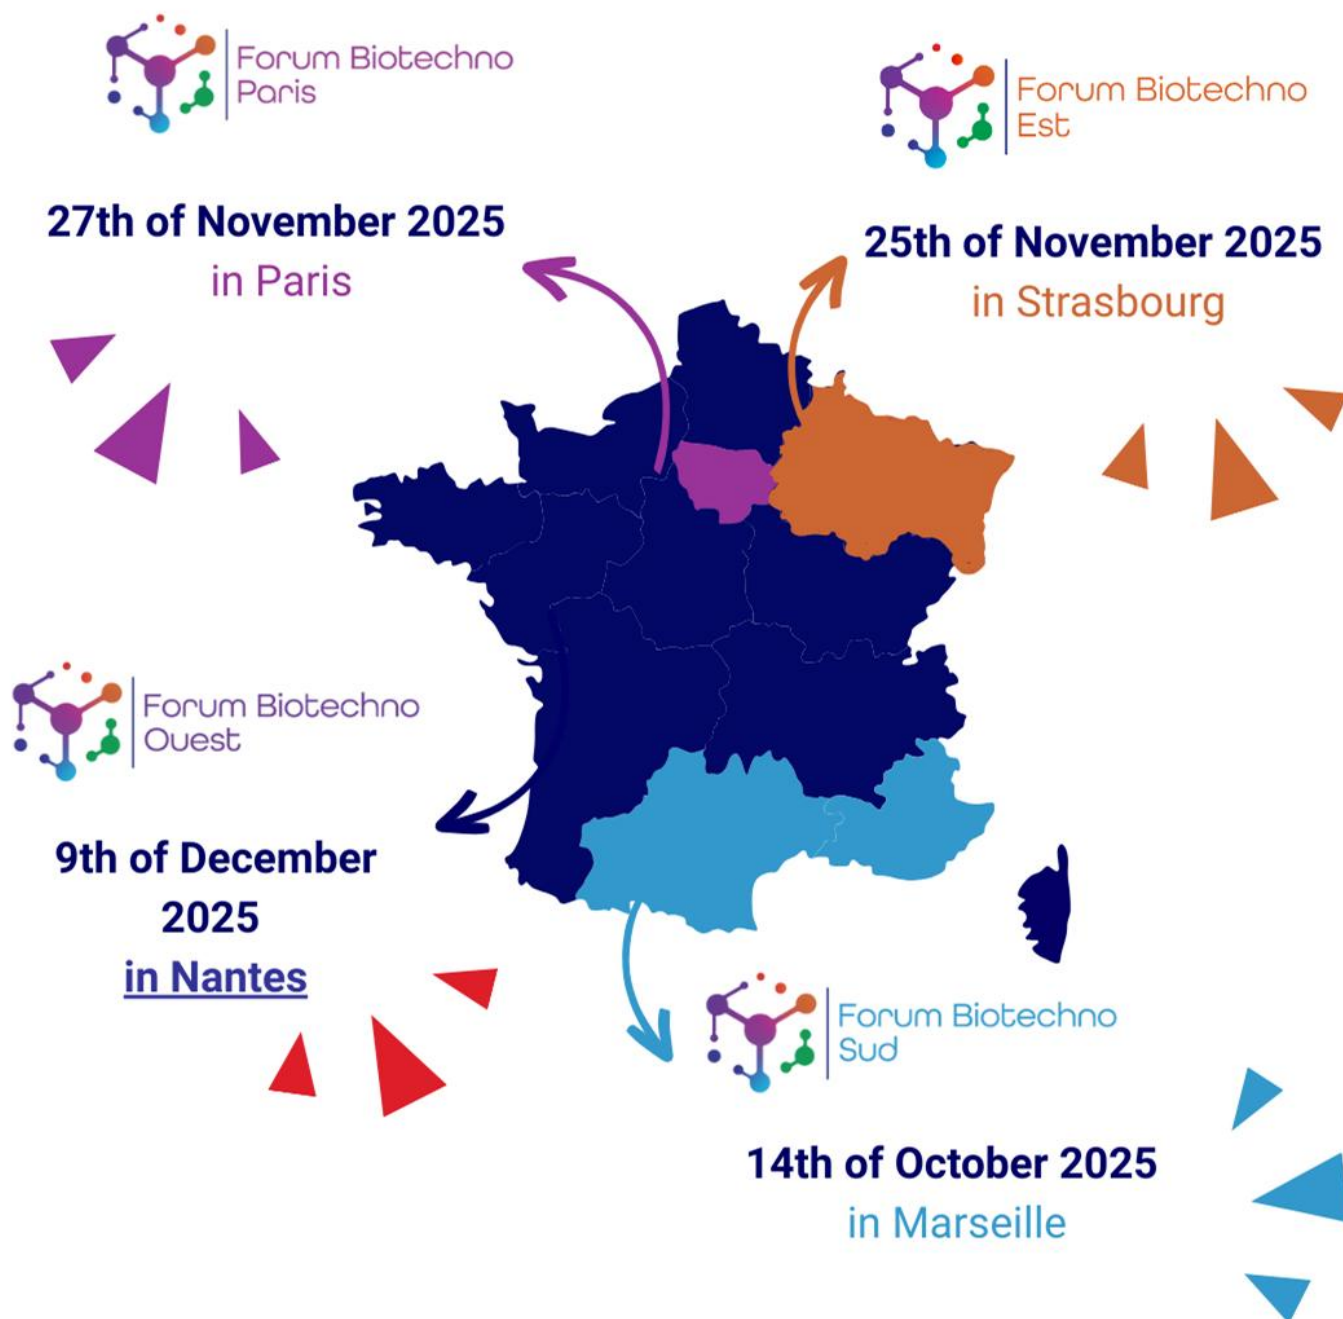 Forum Biotechno
Paris
27th of November 2025
in Paris
Forum Biotechno
Est
25th of November 2025
in Strasbourg
Forum Biotechno
Ouest
9th of December
2025
in Nantes
Forum Biotechno
Sud
14th of October 2025
in Marseille